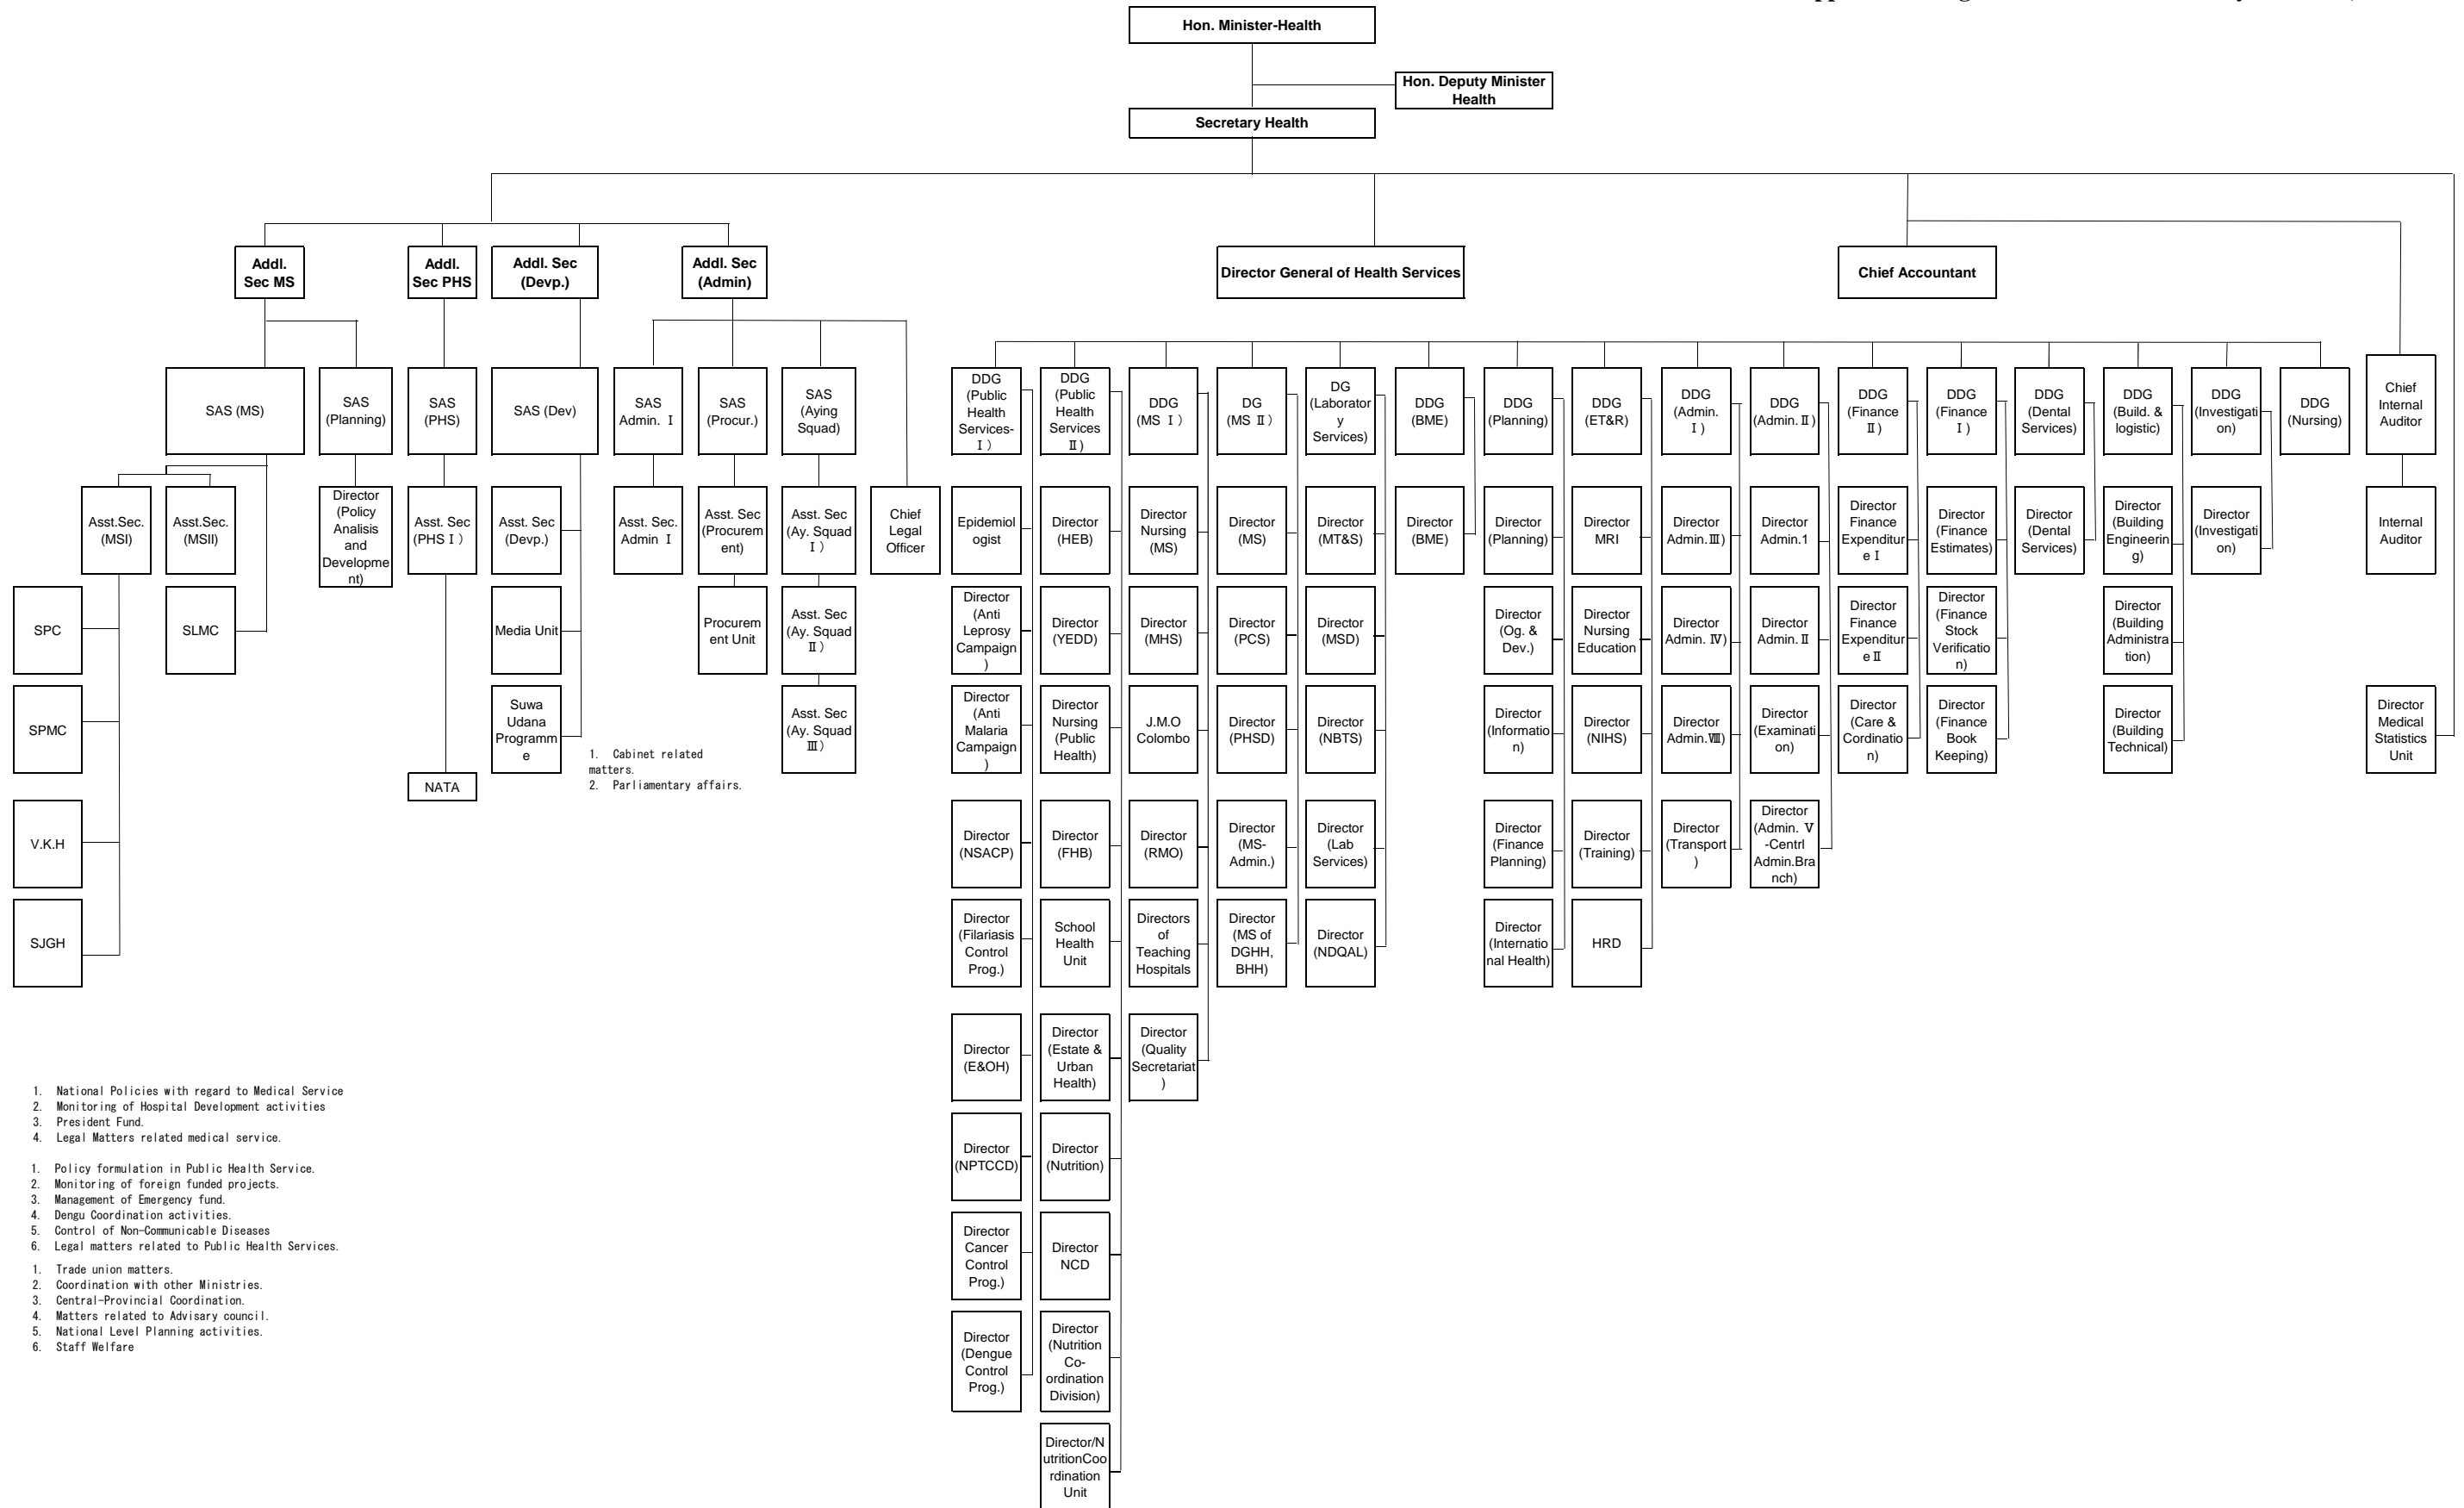 Hon. Minister-Health
Hon. Deputy Minister
Health
Secretary Health
Addl.
Sec MS
Addl.
Sec PHS
Addl. Sec
(Devp.)
Addl. Sec
(Admin)
Director General of Health Services
Chief Accountant
SAS (MS)
SAS
(Planning)
SAS
(PHS)
SAS (Dev)
SAS
Admin. Ⅰ
SAS
(Procur.)
SAS
(Aying
Squad)
DDG
(Public
Health
Services-
Ⅰ)
DDG
(Public
Health
Services
Ⅱ)
DDG
(MS Ⅰ)
DG
(MS Ⅱ)
DG
(Laborator
y
Services)
DDG
(BME)
DDG
(Planning)
DDG
(ET&R)
DDG
(Admin.
Ⅰ)
DDG
(Admin.Ⅱ)
DDG
(Finance
Ⅱ)
DDG
(Finance
Ⅰ)
DDG
(Dental
Services)
DDG
(Build. &
logistic)
DDG
(Investigati
on)
DDG
(Nursing)
Chief
Internal
Auditor
Asst.Sec.
(MSI)
Asst.Sec.
(MSII)
Director
(Policy
Analisis
and
Developme
nt)
Asst. Sec
(PHSⅠ)
Asst. Sec
(Devp.)
Asst. Sec.
Admin Ⅰ
Asst. Sec
(Procurem
ent)
Asst. Sec
(Ay. Squad
Ⅰ)
Chief
Legal
Officer
Epidemiol
ogist
Director
(HEB)
Director
Nursing
(MS)
Director
(MS)
Director
(MT&S)
Director
(BME)
Director
(Planning)
Director
MRI
Director
Admin.Ⅲ)
Director
Admin.1
Director
Finance
Expenditur
eⅠ
Director
(Finance
Estimates)
Director
(Dental
Services)
Director
(Building
Engineerin
g)
Director
(Investigati
on)
Internal
Auditor
SPC
SLMC
Media Unit
Procurem
ent Unit
Asst. Sec
(Ay. Squad
Ⅱ)
Director
(Anti
Leprosy
Campaign
)
Director
(YEDD)
Director
(MHS)
Director
(PCS)
Director
(MSD)
Director
(Og. &
Dev.)
Director
Nursing
Education
Director
Admin. Ⅳ)
Director
Admin.Ⅱ
Director
Finance
Expenditur
eⅡ
Director
(Finance
Stock
Verificatio
n)
Director
(Building
Administra
tion)
SPMC
Suwa
Udana
Programm
e
Asst. Sec
(Ay. Squad
Ⅲ)
Director
(Anti
Malaria
Campaign
)
Director
Nursing
(Public
Health)
J.M.O
Colombo
Director
(PHSD)
Director
(NBTS)
Director
(Informatio
n)
Director
(NIHS)
Director
Admin.Ⅷ)
Director
(Examinati
on)
Director
(Care &
Cordinatio
n)
Director
(Finance
Book
Keeping)
Director
(Building
Technical)
Director
Medical
Statistics
Unit
1. Cabinet related
matters.
2. Parliamentary affairs.
NATA
V.K.H
Director
(NSACP)
Director
(FHB)
Director
(RMO)
Director
(MS-
Admin.)
Director
(Lab
Services)
Director
(Finance
Planning)
Director
(Training)
Director
(Transport
)
Director
(Admin. Ⅴ
-Centrl
Admin.Bra
nch)
SJGH
Director
(Filariasis
Control
Prog.)
School
Health
Unit
Directors
of
Teaching
Hospitals
Director
(MS of
DGHH,
BHH)
Director
(NDQAL)
Director
(Internatio
nal Health)
HRD
Director
(E&OH)
Director
(Estate &
Urban
Health)
Director
(Quality
Secretariat
)
1. National Policies with regard to Medical Service
2. Monitoring of Hospital Development activities
3. President Fund.
4. Legal Matters related medical service.
1. Policy formulation in Public Health Service.
2. Monitoring of foreign funded projects.
3. Management of Emergency fund.
4. Dengu Coordination activities.
5. Control of Non-Communicable Diseases
6. Legal matters related to Public Health Services.
1. Trade union matters.
2. Coordination with other Ministries.
3. Central-Provincial Coordination.
4. Matters related to Advisary council.
5. National Level Planning activities.
6. Staff Welfare
Director
(NPTCCD)
Director
(Nutrition)
Director
Cancer
Control
Prog.)
Director
NCD
Director
(Dengue
Control
Prog.)
Director
(Nutrition
Co-
ordination
Division)
Director/N
utritionCoo
rdination
Unit